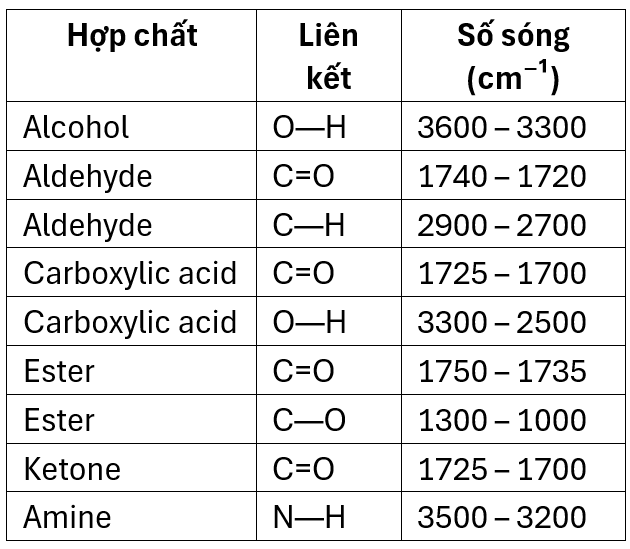 Hợp chất Liên kết Số sóng (cm⁻¹)
Alcohol O—H 3600 – 3300
Aldehyde C=O 1740 – 1720
Aldehyde C—H 2900 – 2700
Carboxylic acid C=O 1725 – 1700
Carboxylic acid O—H 3300 – 2500
Ester C=O 1750 – 1735
Ester C—O 1300 – 1000
Ketone C=O 1725 – 1700
Amine N—H 3500 – 3200